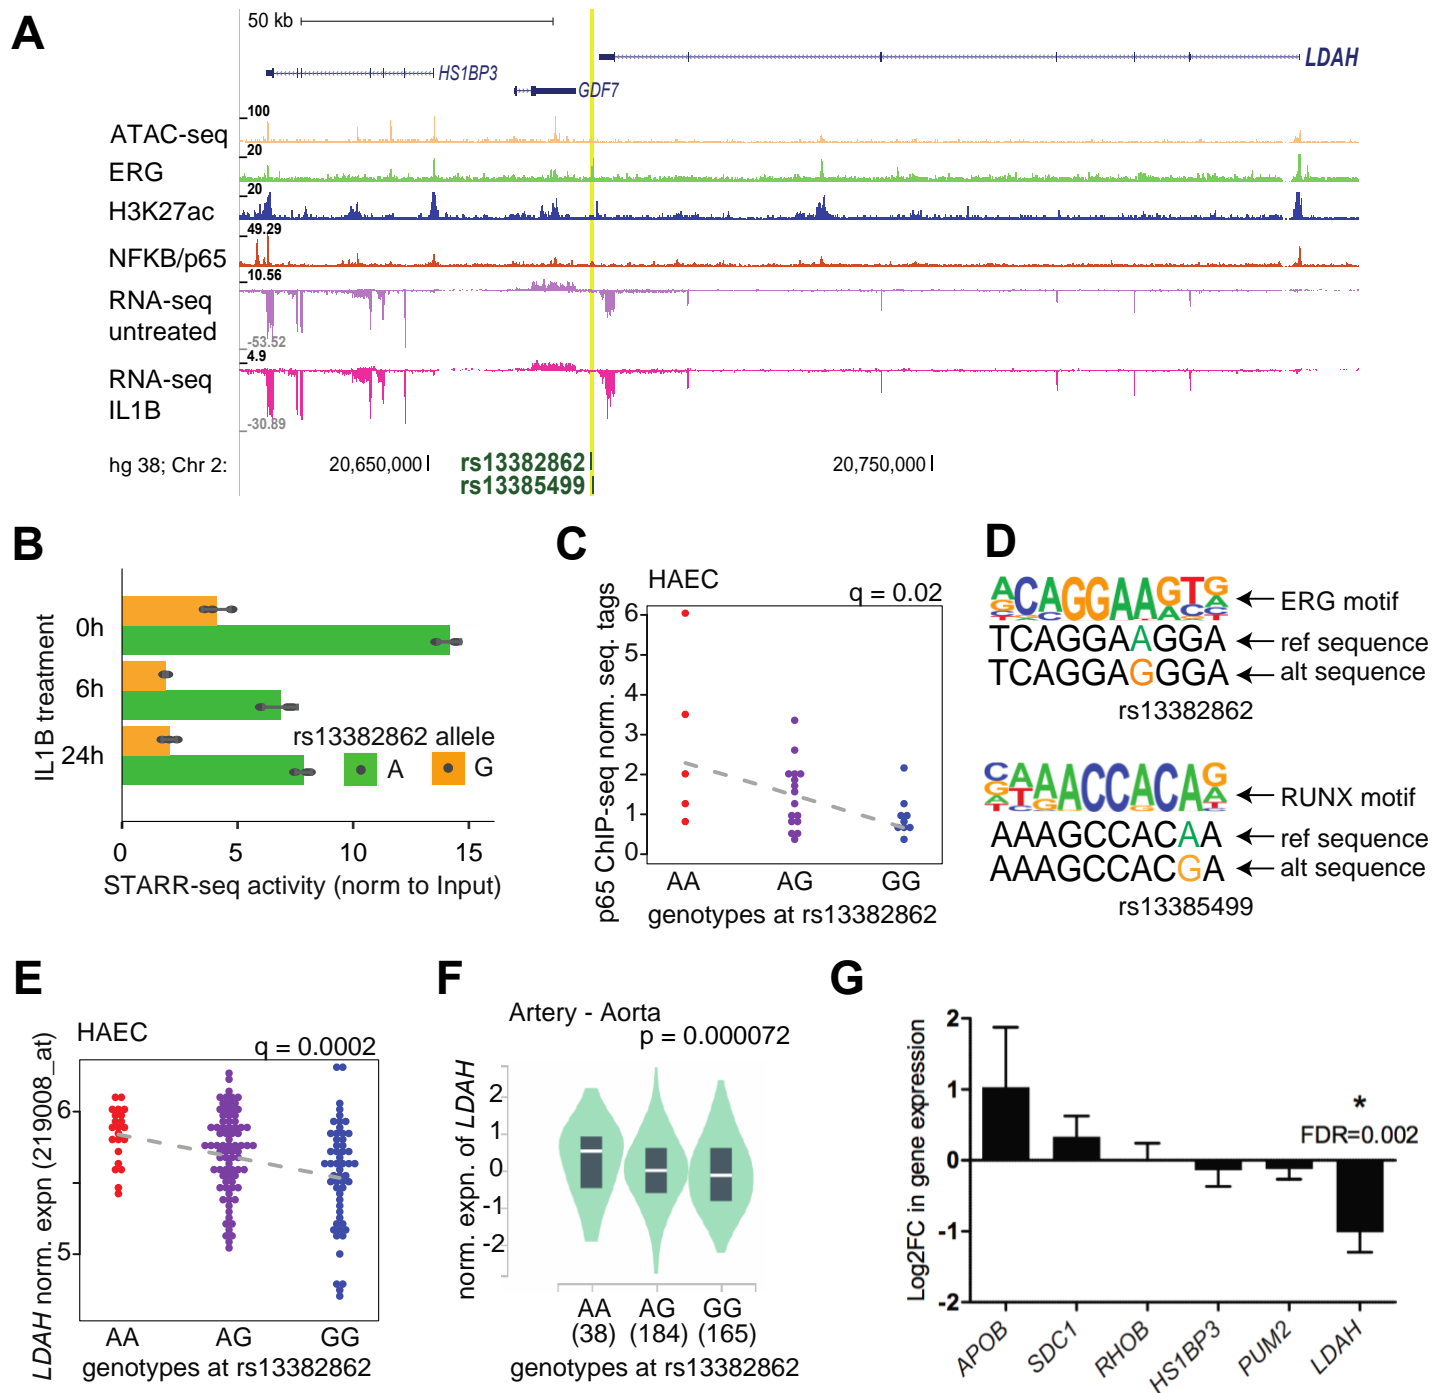 A
50 kb
LDAH
HS1BP3
GDF7
100
ATAC-seq
20
ERG
20
H3K27ac
49.29
NFKB/p65
10.56
RNA-seq
untreated
-53.52
4.9
RNA-seq
IL1B
-30.89
hg 38; Chr 2:
20,650,000
rs13382862
20,750,000
rs13385499
B
IL1B treatment
0h
6h
24h
rs13382862 allele
A
G
0
5
10
15
STARR-seq activity (norm to Input)
C
HAEC
q = 0.02
p65 ChIP-seq norm. seq. tags
6
5
4
3
2
1
0
AA
AG
GG
genotypes at rs13382862
D
ERG motif
TCAGGAAGGA
ref sequence
TCAGGAGGGA
alt sequence
rs13382862
RUNX motif
AAAGCCACAA
ref sequence
AAAGCCACGA
alt sequence
rs13385499
E
HAEC
q = 0.0002
LDAH norm. expn (219008_at)
6
5
AA
AG
GG
genotypes at rs13382862
F
Artery - Aorta
p = 0.000072
norm. expn. of LDAH
2
1
0
-1
-2
AA
AG
GG
(38)
(184)
(165)
genotypes at rs13382862
G
Log2FC in gene expression
2
1
0
-1
-2
*
FDR=0.002
APOB
SDC1
RHOB
HS1BP3
PUM2
LDAH